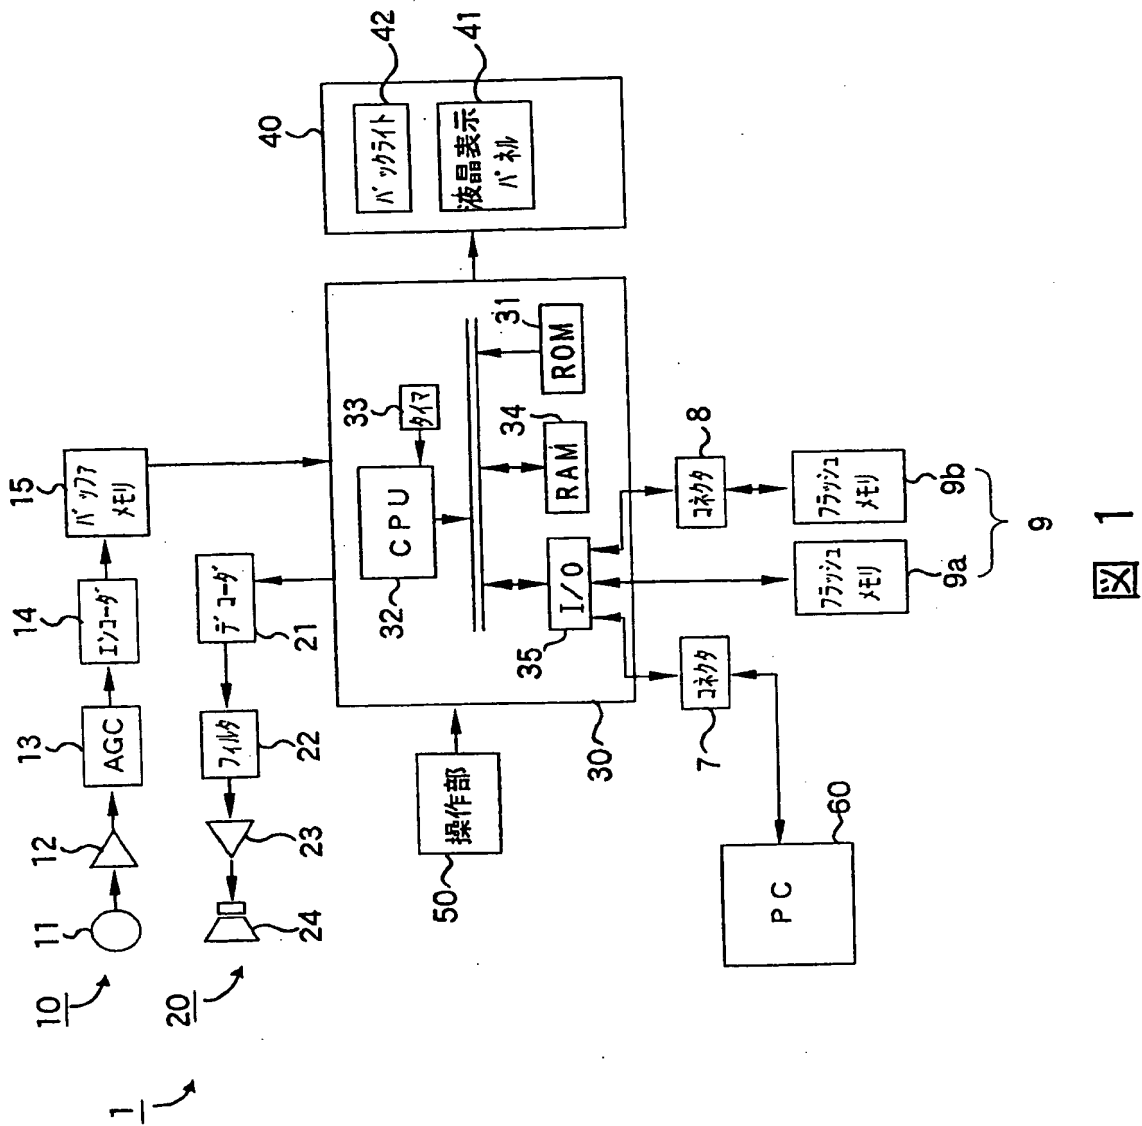 1
10
11
12
13
AGC
14
エンコーダ
15
バッファ
メモリ
20
24
23
22
フィルタ
21
デコーダ
50
操作部
30
32
CPU
33
タイマ
35
I/O
34
RAM
31
ROM
40
42
バックライト
41
液晶表示
パネル
60
PC
7
コネクタ
8
コネクタ
9a
フラッシュ
メモリ
9b
フラッシュ
メモリ
9
図 1